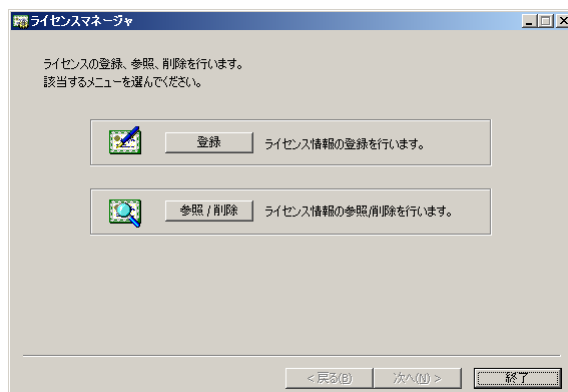 ライセンスマネージャ
ライセンスの登録、参照、削除を行います。
該当するメニューを選んでください。
登録 ライセンス情報の登録を行います。
参照 / 削除 ライセンス情報の参照/削除を行います。
< 戻る(B) 次へ(N) > 終了